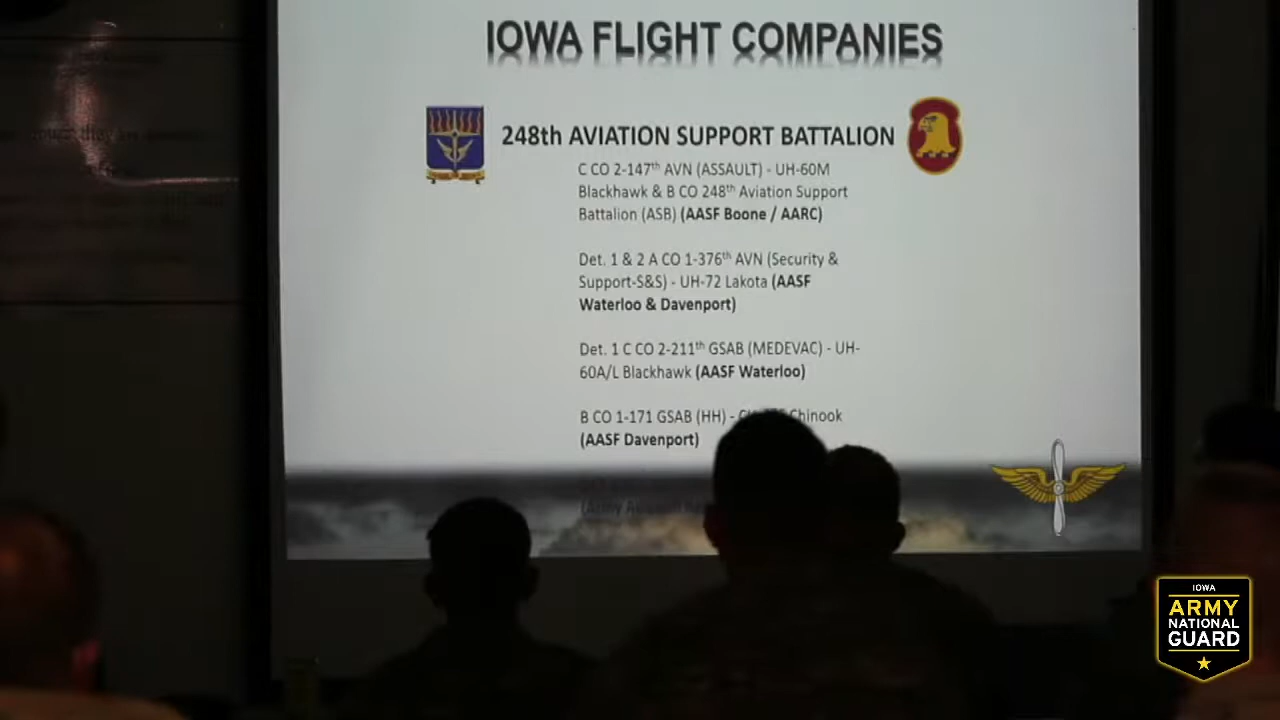 IOWA FLIGHT COMPANIES
248th AVIATION SUPPORT BATTALION
C CO 2-147th AVN (ASSAULT) - UH-60M
Blackhawk & B CO 248th Aviation Support
Battalion (ASB) (AASF Boone / AARC)
Det. 1 & 2 A CO 1-376th AVN (Security &
Support-S&S) - UH-72 Lakota (AASF
Waterloo & Davenport)
Det. 1 C CO 2-211th GSAB (MEDEVAC) - UH-
60A/L Blackhawk (AASF Waterloo)
B CO 1-171 GSAB (HH) - Chinook
(AASF Davenport)
(Army
IOWA
ARMY
NATIONAL
GUARD